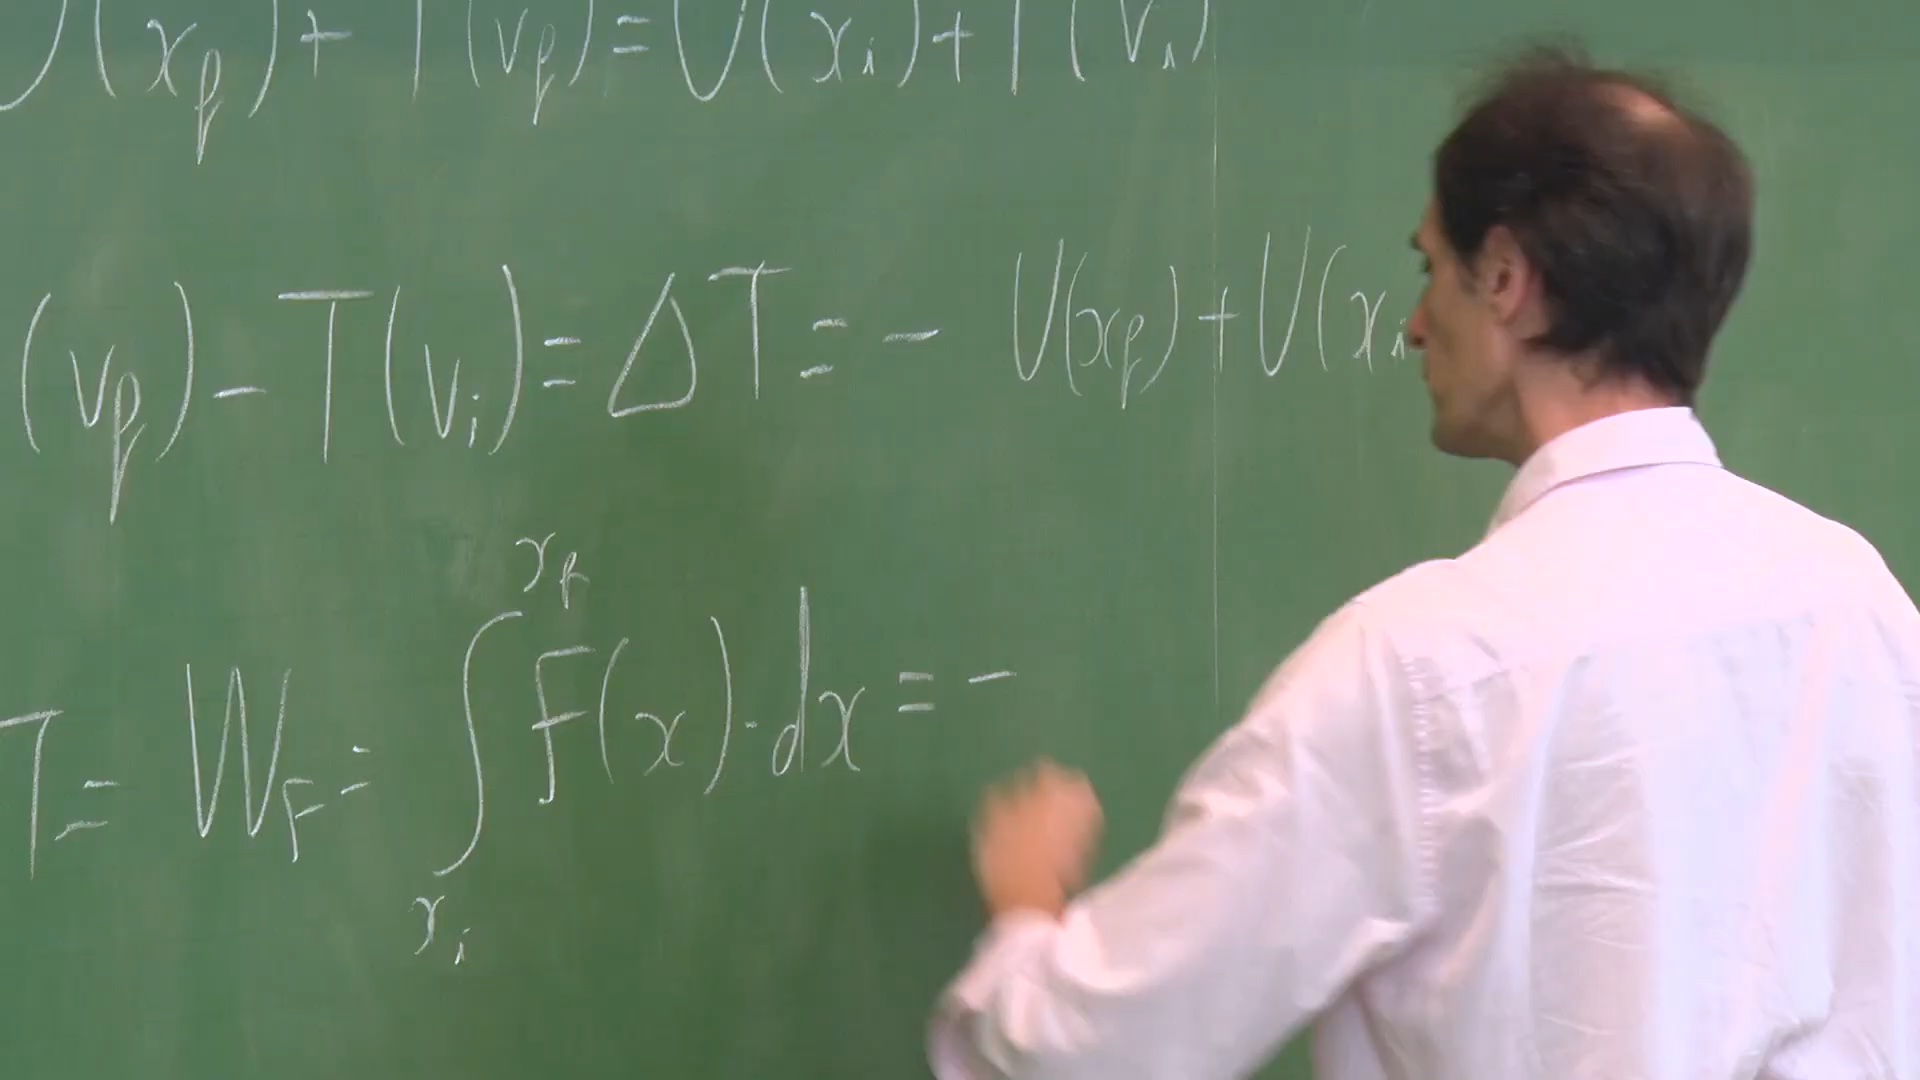 U(x_f) + T(v_f) = U(x_i) + T(v_i)
(v_f) - T(v_i) = ΔT = - U(x_f) + U(x_i
T = W_F = ∫_{x_i}^{x_f} F(x)·dx = -